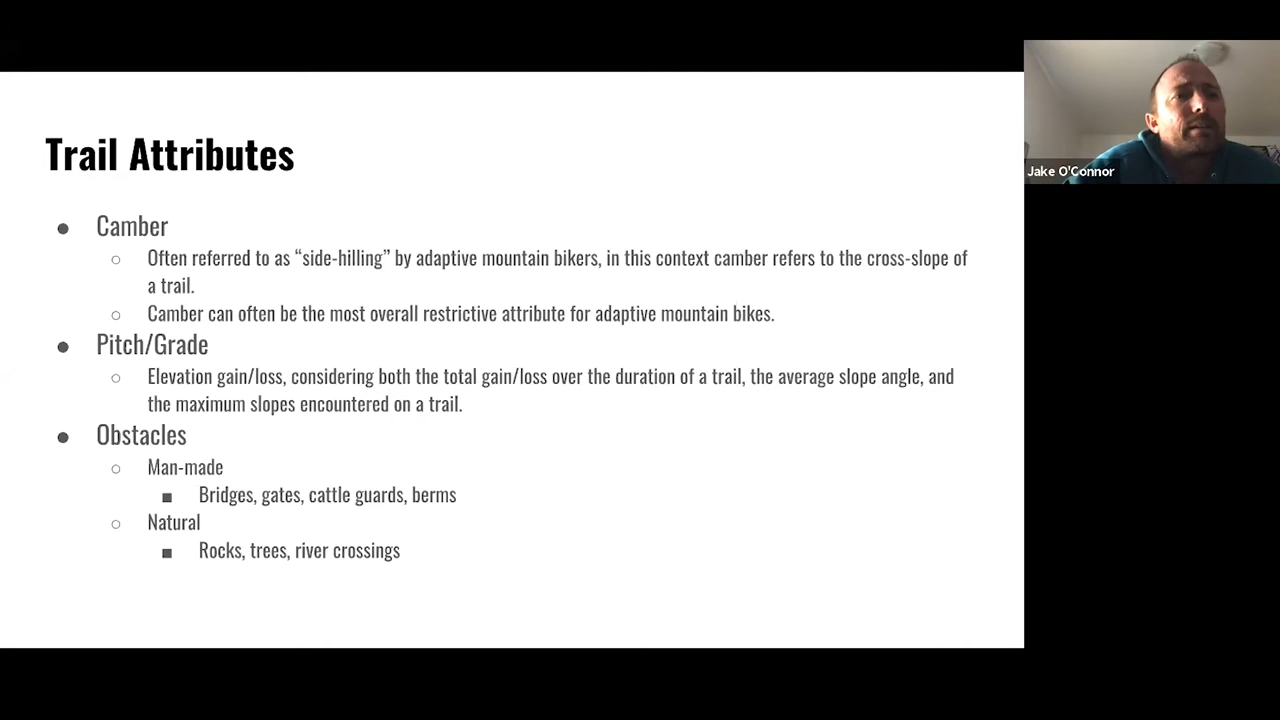 Trail Attributes
Jake O'Connor
● Camber
○ Often referred to as “side-hilling” by adaptive mountain bikers, in this context camber refers to the cross-slope of
a trail.
○ Camber can often be the most overall restrictive attribute for adaptive mountain bikes.
● Pitch/Grade
○ Elevation gain/loss, considering both the total gain/loss over the duration of a trail, the average slope angle, and
the maximum slopes encountered on a trail.
● Obstacles
○ Man-made
■ Bridges, gates, cattle guards, berms
○ Natural
■ Rocks, trees, river crossings